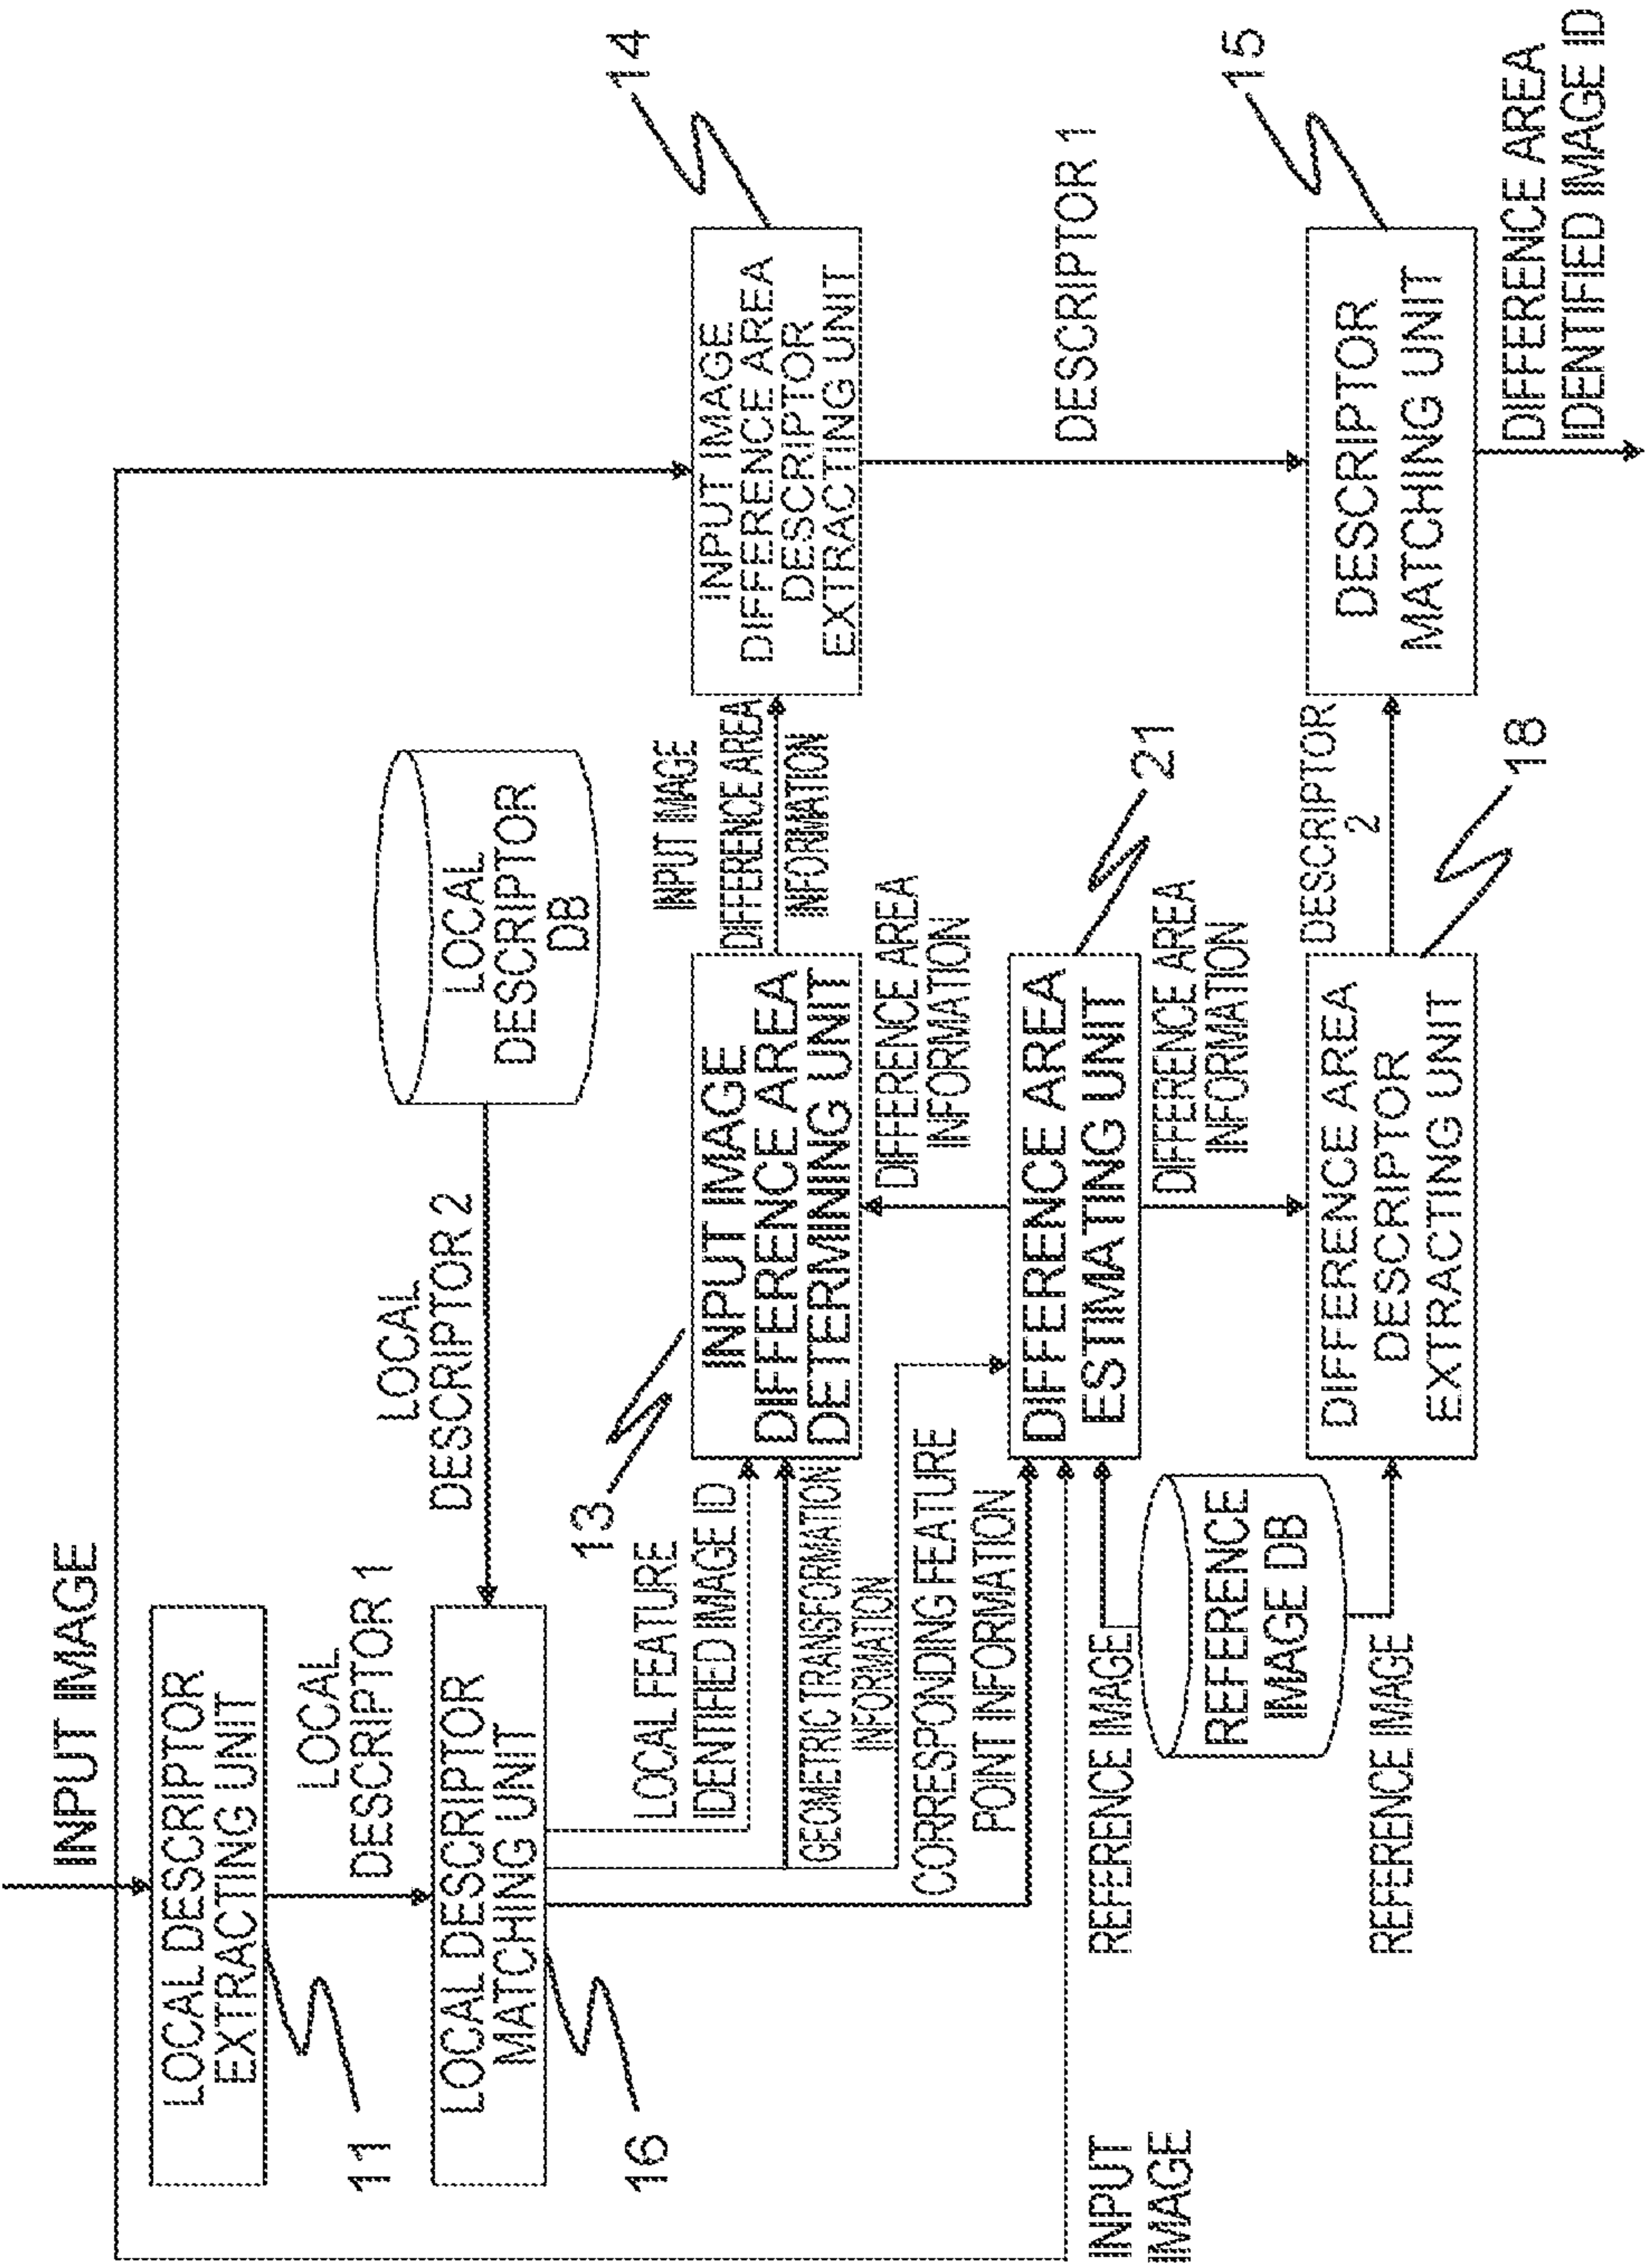 INPUT IMAGE
LOCAL DESCRIPTOR
EXTRACTING UNIT
11
LOCAL
DESCRIPTOR 1
LOCAL DESCRIPTOR
MATCHING UNIT
16
LOCAL
DESCRIPTOR 2
LOCAL
DESCRIPTOR
DB
LOCAL FEATURE
IDENTIFIED IMAGE ID
GEOMETRIC TRANSFORMATION
INFORMATION
CORRESPONDING FEATURE
POINT INFORMATION
13
INPUT IMAGE
DIFFERENCE AREA
DETERMINING UNIT
INPUT IMAGE
DIFFERENCE AREA
INFORMATION
14
INPUT IMAGE
DIFFERENCE AREA
DESCRIPTOR
EXTRACTING UNIT
DIFFERENCE AREA
INFORMATION
DESCRIPTOR 1
INPUT
IMAGE
REFERENCE IMAGE
DIFFERENCE AREA
ESTIMATING UNIT
21
REFERENCE
IMAGE DB
DIFFERENCE AREA
INFORMATION
REFERENCE IMAGE
DIFFERENCE AREA
DESCRIPTOR
EXTRACTING UNIT
18
DESCRIPTOR
2
15
DESCRIPTOR
MATCHING UNIT
DIFFERENCE AREA
IDENTIFIED IMAGE ID